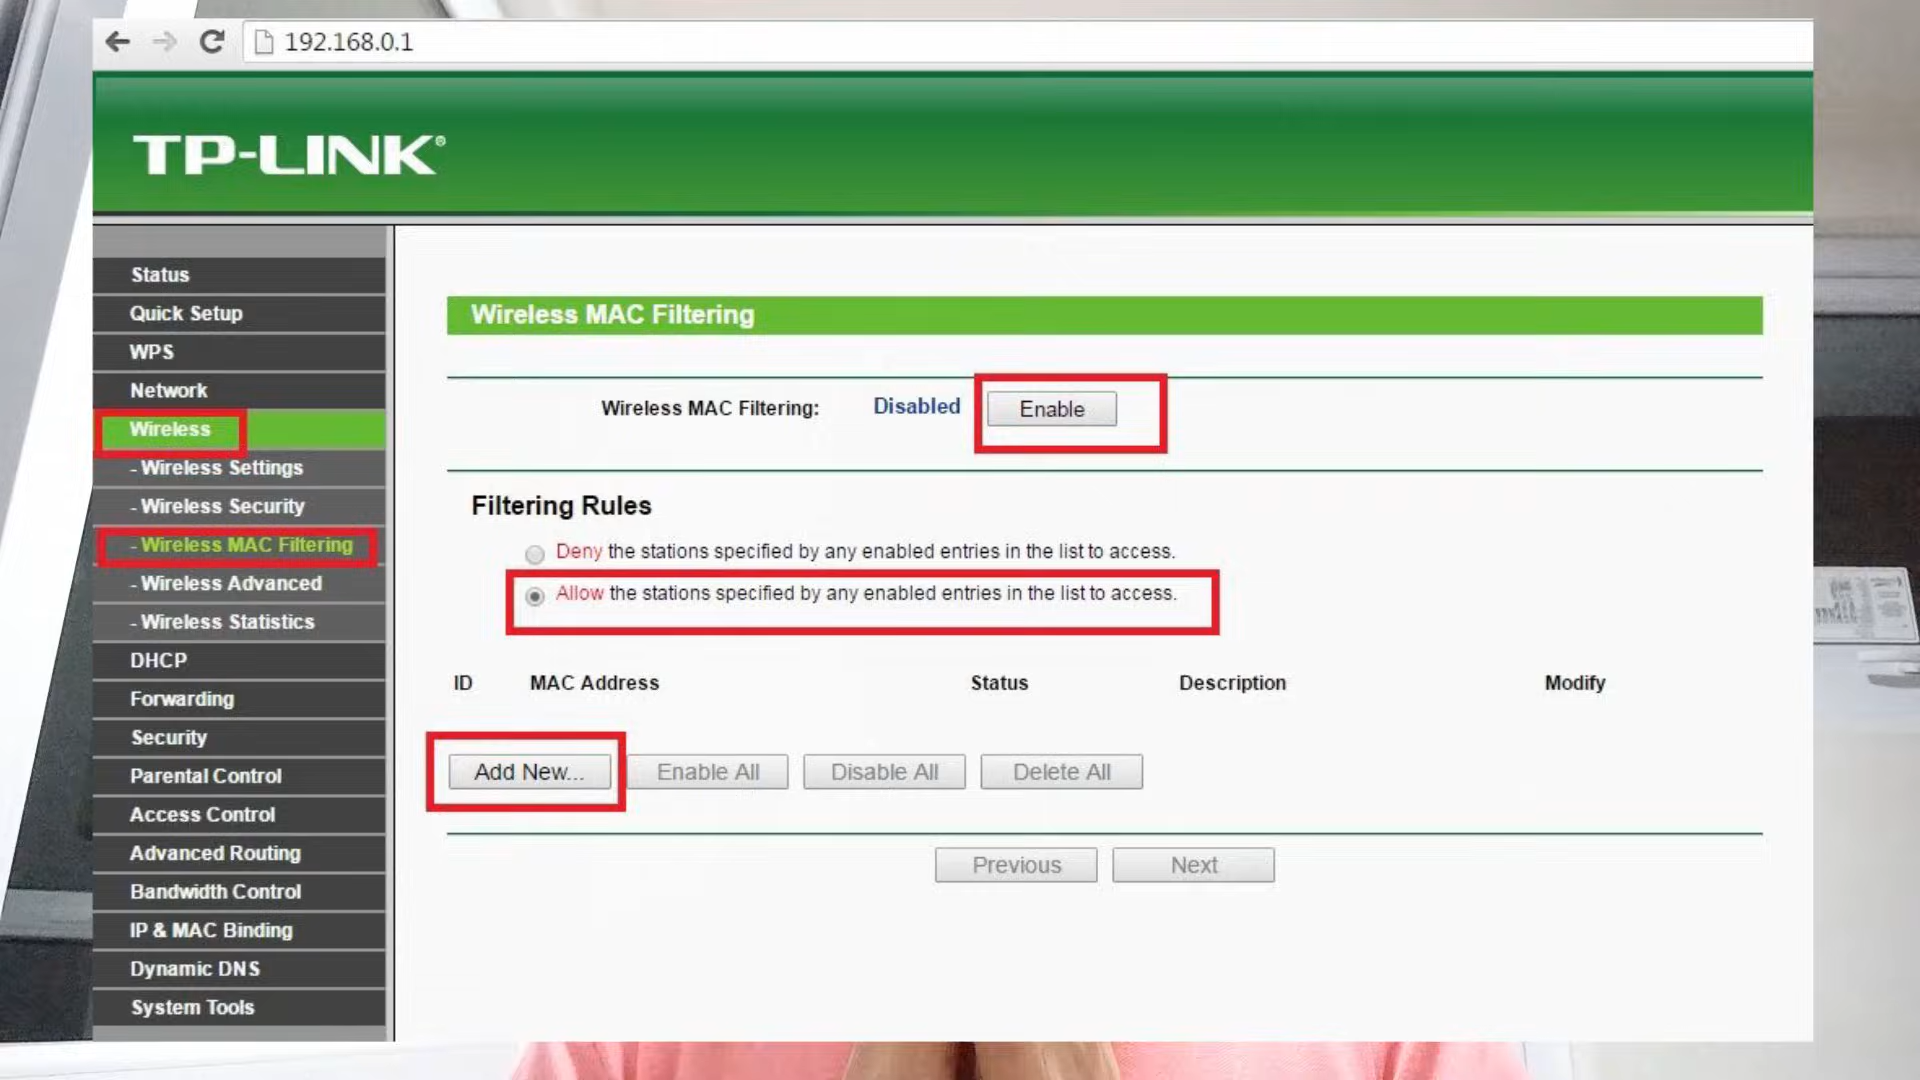 192.168.0.1
TP-LINK®
Status
Quick Setup
WPS
Network
Wireless
- Wireless Settings
- Wireless Security
- Wireless MAC Filtering
- Wireless Advanced
- Wireless Statistics
DHCP
Forwarding
Security
Parental Control
Access Control
Advanced Routing
Bandwidth Control
IP & MAC Binding
Dynamic DNS
System Tools
Wireless MAC Filtering
Wireless MAC Filtering: Disabled Enable
Filtering Rules
Deny the stations specified by any enabled entries in the list to access.
Allow the stations specified by any enabled entries in the list to access.
ID MAC Address Status Description Modify
Add New... Enable All Disable All Delete All
Previous Next